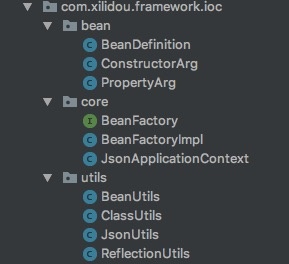 com.xilidou.framework.ioc
bean
C BeanDefinition
C ConstructorArg
C PropertyArg
core
I BeanFactory
C BeanFactoryImpl
C JsonApplicationContext
utils
C BeanUtils
C ClassUtils
C JsonUtils
C ReflectionUtils